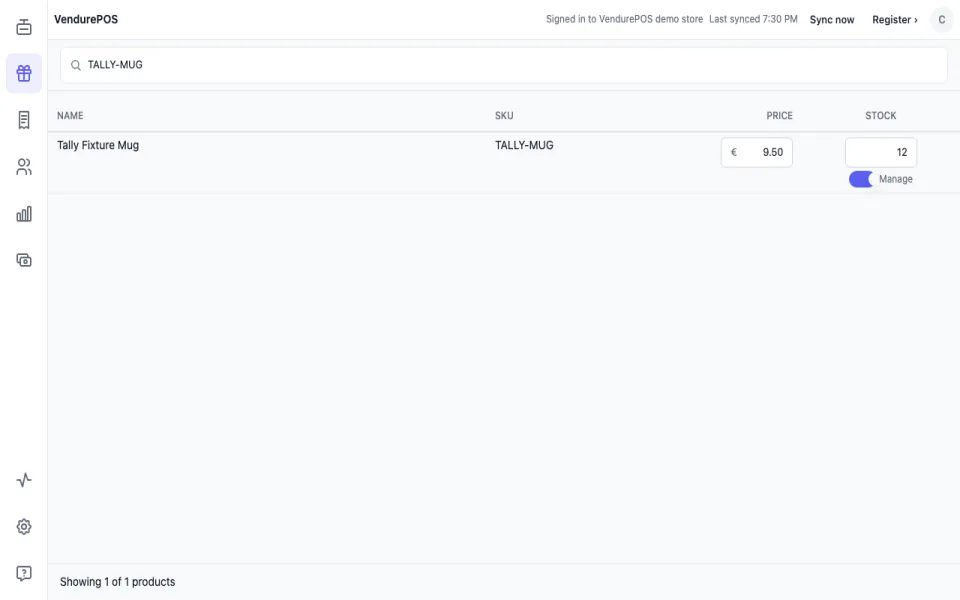 VendurePOS
Signed in to VendurePOS demo store Last synced 7:30 PM Sync now Register › C
TALLY-MUG
NAME SKU PRICE STOCK
Tally Fixture Mug TALLY-MUG € 9.50 12
Manage
Showing 1 of 1 products